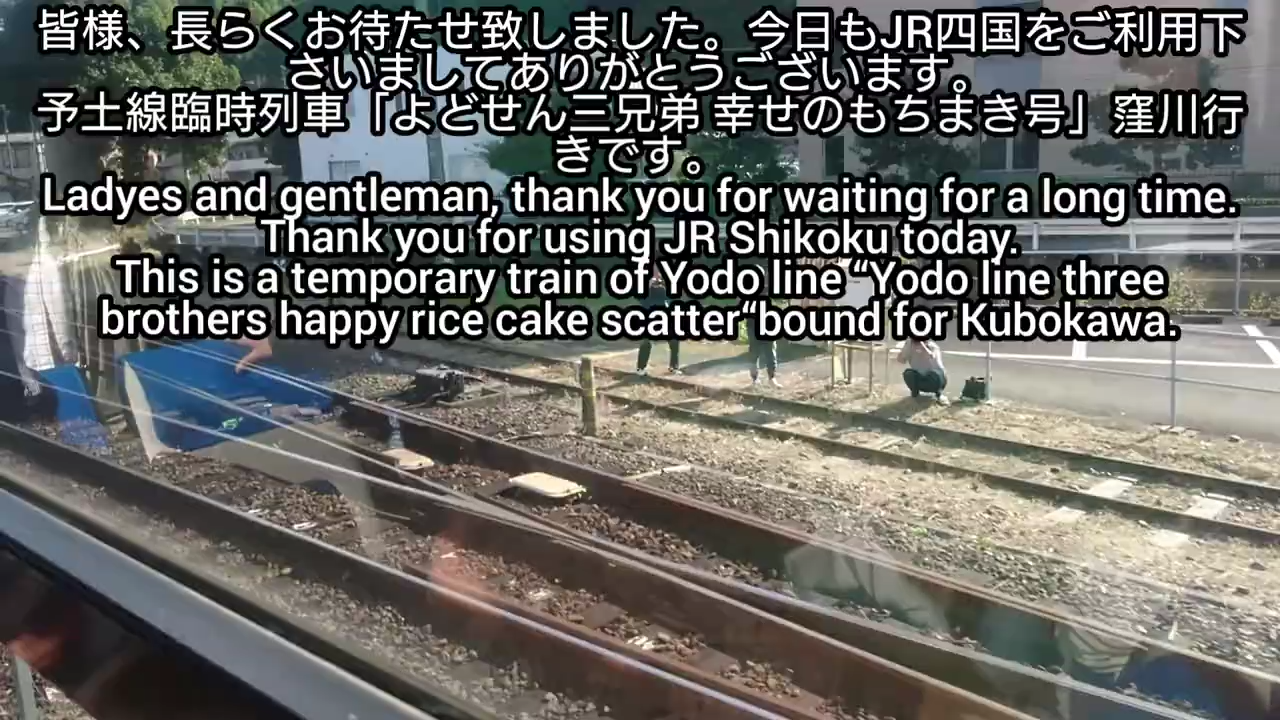 皆様、長らくお待たせ致しました。今日もJR四国をご利用下
さいましてありがとうございます。
予土線臨時列車「よどせん三兄弟 幸せのもちまき号」窪川行
きです。
Ladyes and gentleman, thank you for waiting for a long time.
Thank you for using JR Shikoku today.
This is a temporary train of Yodo line “Yodo line three
brothers happy rice cake scatter“bound for Kubokawa.